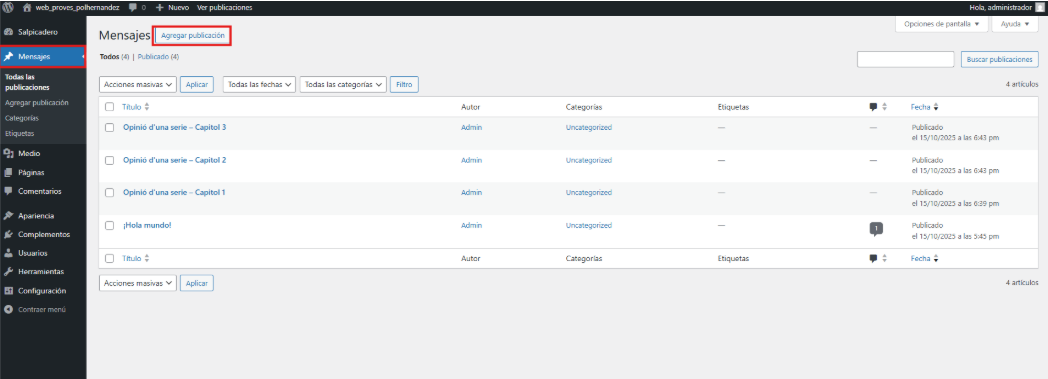 web_proves_polhernandez 0 Nuevo Ver publicaciones Hola, administrador
Salpicadero
Mensajes
Todas las publicaciones
Agregar publicación
Categorías
Etiquetas
Medio
Páginas
Comentarios
Apariencia
Complementos
Usuarios
Herramientas
Configuración
Contraer menú
Opciones de pantalla Ayuda
Mensajes Agregar publicación
Todos (4) | Publicado (4)
Buscar publicaciones
Acciones masivas Aplicar Todas las fechas Todas las categorías Filtro 4 artículos
Título Autor Categorías Etiquetas Fecha
Opinió d'una serie – Capitol 3 Admin Uncategorized — — Publicado
el 15/10/2025 a las 6:43 pm
Opinió d'una serie – Capitol 2 Admin Uncategorized — — Publicado
el 15/10/2025 a las 6:43 pm
Opinió d'una serie – Capitol 1 Admin Uncategorized — — Publicado
el 15/10/2025 a las 6:39 pm
¡Hola mundo! Admin Uncategorized — 1 Publicado
el 15/10/2025 a las 5:45 pm
Título Autor Categorías Etiquetas Fecha
Acciones masivas Aplicar 4 artículos